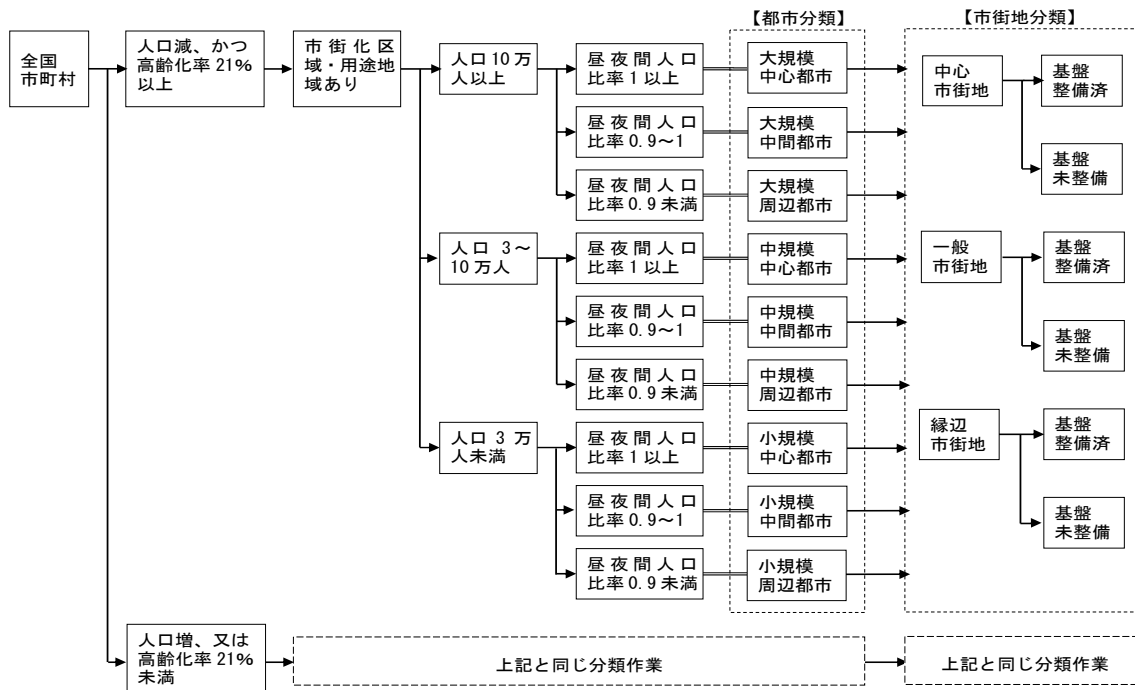 【都市分類】
【市街地分類】
全国
市町村
人口減、かつ
高齢化率21%
以上
市街化区
域・用途地
域あり
人口10万
人以上
昼夜間人口
比率1以上
大規模
中心都市
昼夜間人口
比率0.9～1
大規模
中間都市
昼夜間人口
比率0.9未満
大規模
周辺都市
人口 3～
10万人
昼夜間人口
比率1以上
中規模
中心都市
昼夜間人口
比率0.9～1
中規模
中間都市
昼夜間人口
比率0.9未満
中規模
周辺都市
人口3万
人未満
昼夜間人口
比率1以上
小規模
中心都市
昼夜間人口
比率0.9～1
小規模
中間都市
昼夜間人口
比率0.9未満
小規模
周辺都市
中心
市街地
基盤
整備済
基盤
未整備
一般
市街地
基盤
整備済
基盤
未整備
縁辺
市街地
基盤
整備済
基盤
未整備
人口増、又は
高齢化率21%
未満
上記と同じ分類作業
上記と同じ分類作業